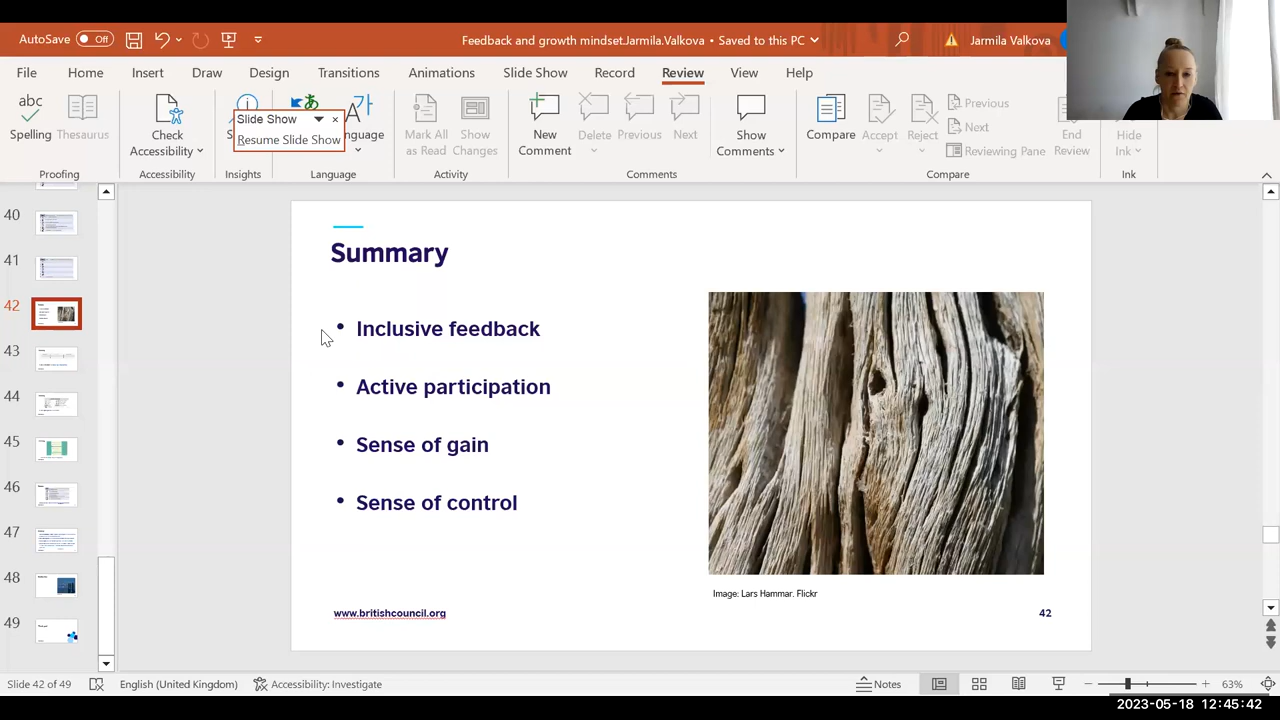 AutoSave Off
Feedback and growth mindset.Jarmila.Valkova • Saved to this PC
Jarmila Valkova
File Home Insert Draw Design Transitions Animations Slide Show Record Review View Help
abc
Spelling
Thesaurus
Proofing
Check
Accessibility
Accessibility
Insights
Slide Show
Resume Slide Show
Language
Mark All
as Read
Show
Changes
Activity
New
Comment
Delete
Previous
Next
Show
Comments
Comments
Compare
Accept
Reject
Previous
Next
Reviewing Pane
End
Review
Compare
Hide
Ink
Ink
40
41
42
43
44
45
46
47
48
49
Summary
• Inclusive feedback
• Active participation
• Sense of gain
• Sense of control
Image: Lars Hammar. Flickr
www.britishcouncil.org
42
Slide 42 of 49
English (United Kingdom)
Accessibility: Investigate
Notes
63%
2023-05-18 12:45:42